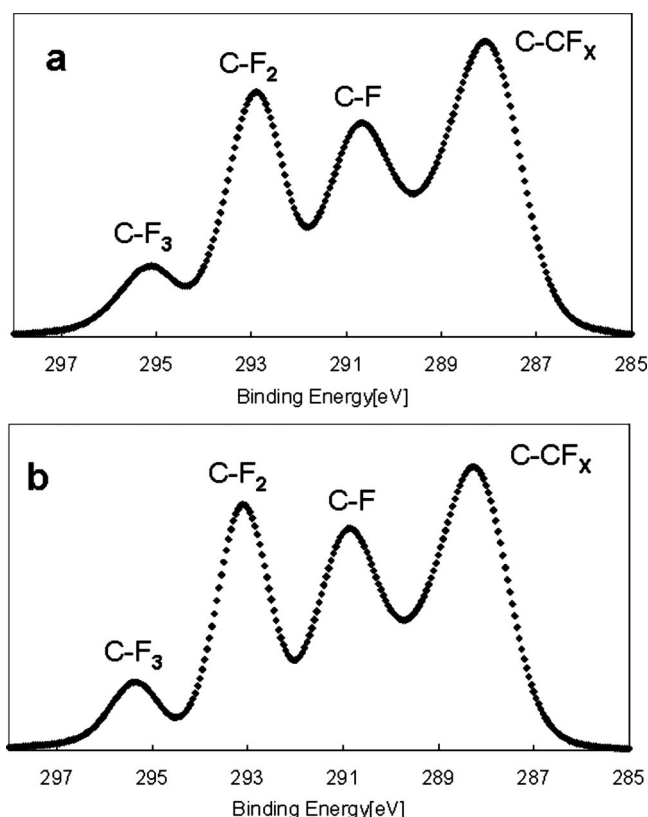 a
C-F₃
C-F₂
C-F
C-CFₓ
297 295 293 291 289 287 285
Binding Energy[eV]
b
C-F₃
C-F₂
C-F
C-CFₓ
297 295 293 291 289 287 285
Binding Energy[eV]